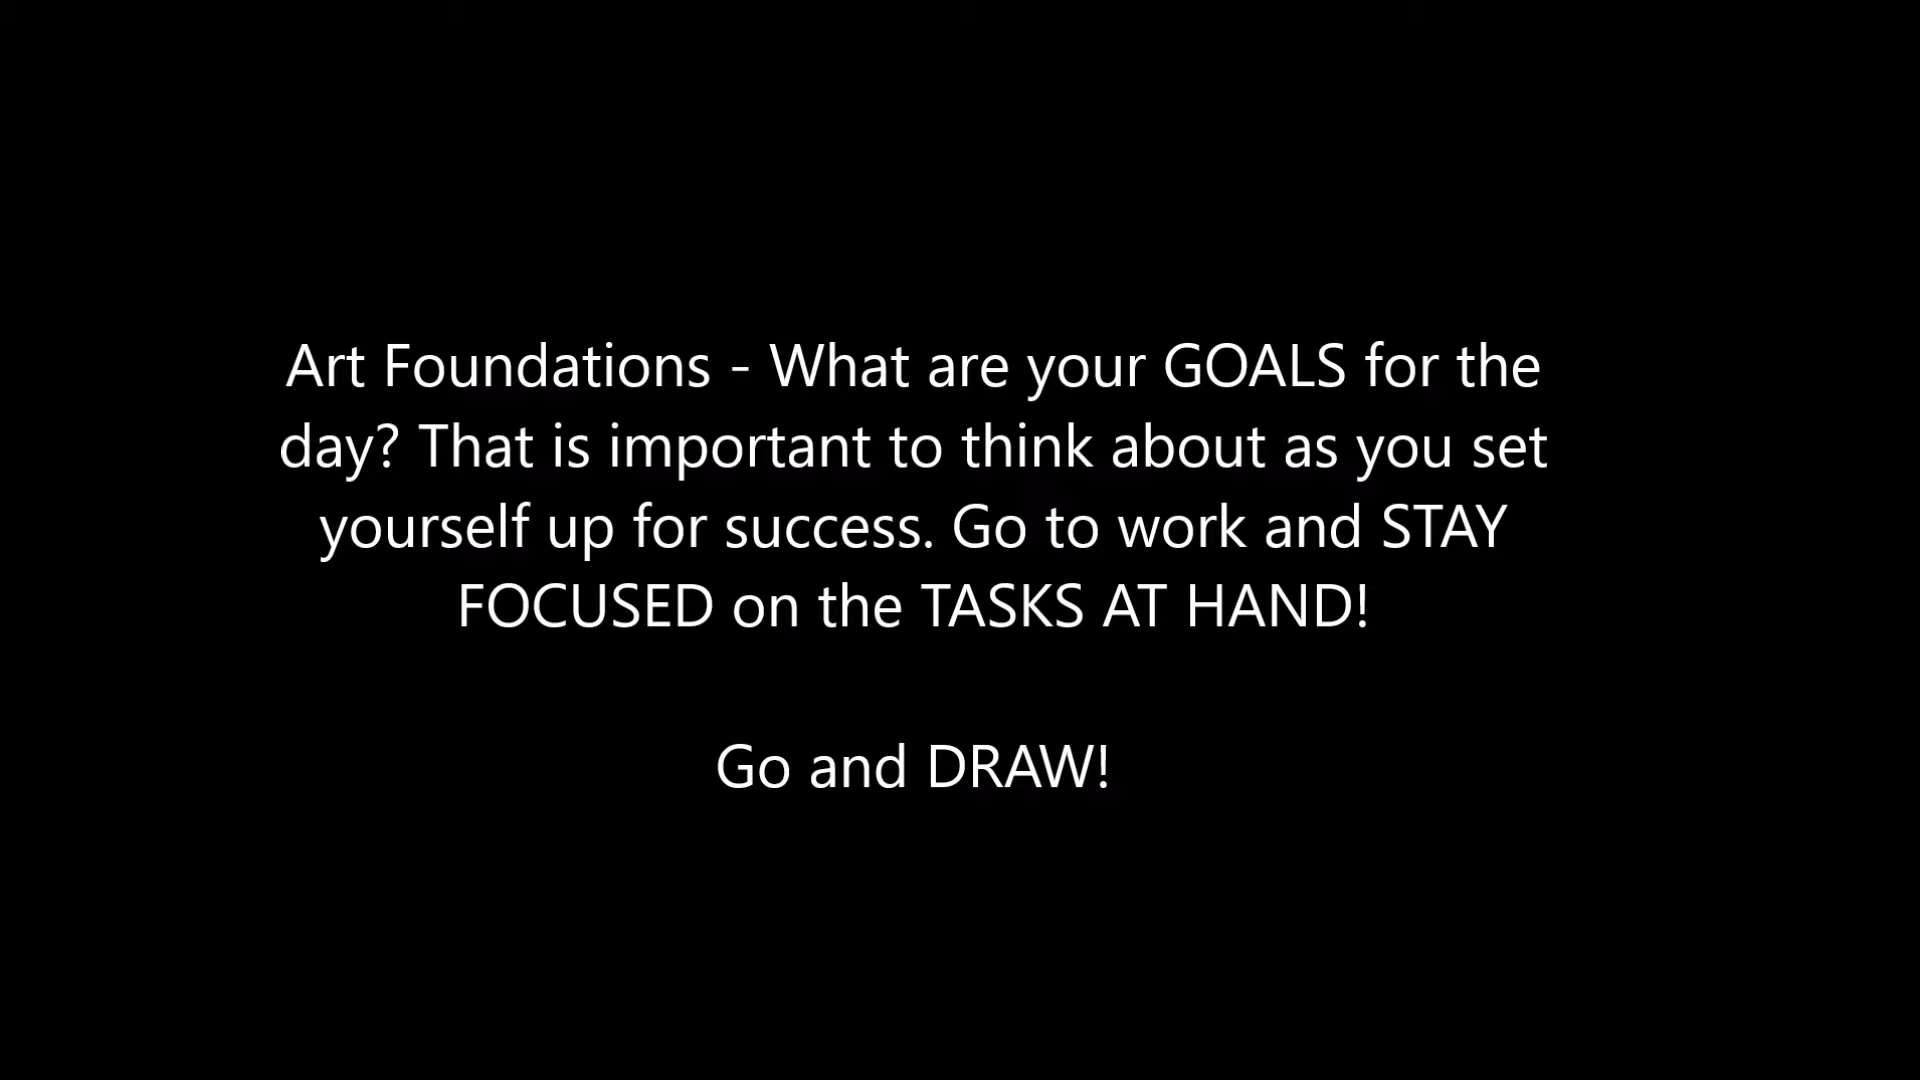 Art Foundations - What are your GOALS for the
day? That is important to think about as you set
yourself up for success. Go to work and STAY
FOCUSED on the TASKS AT HAND!
Go and DRAW!